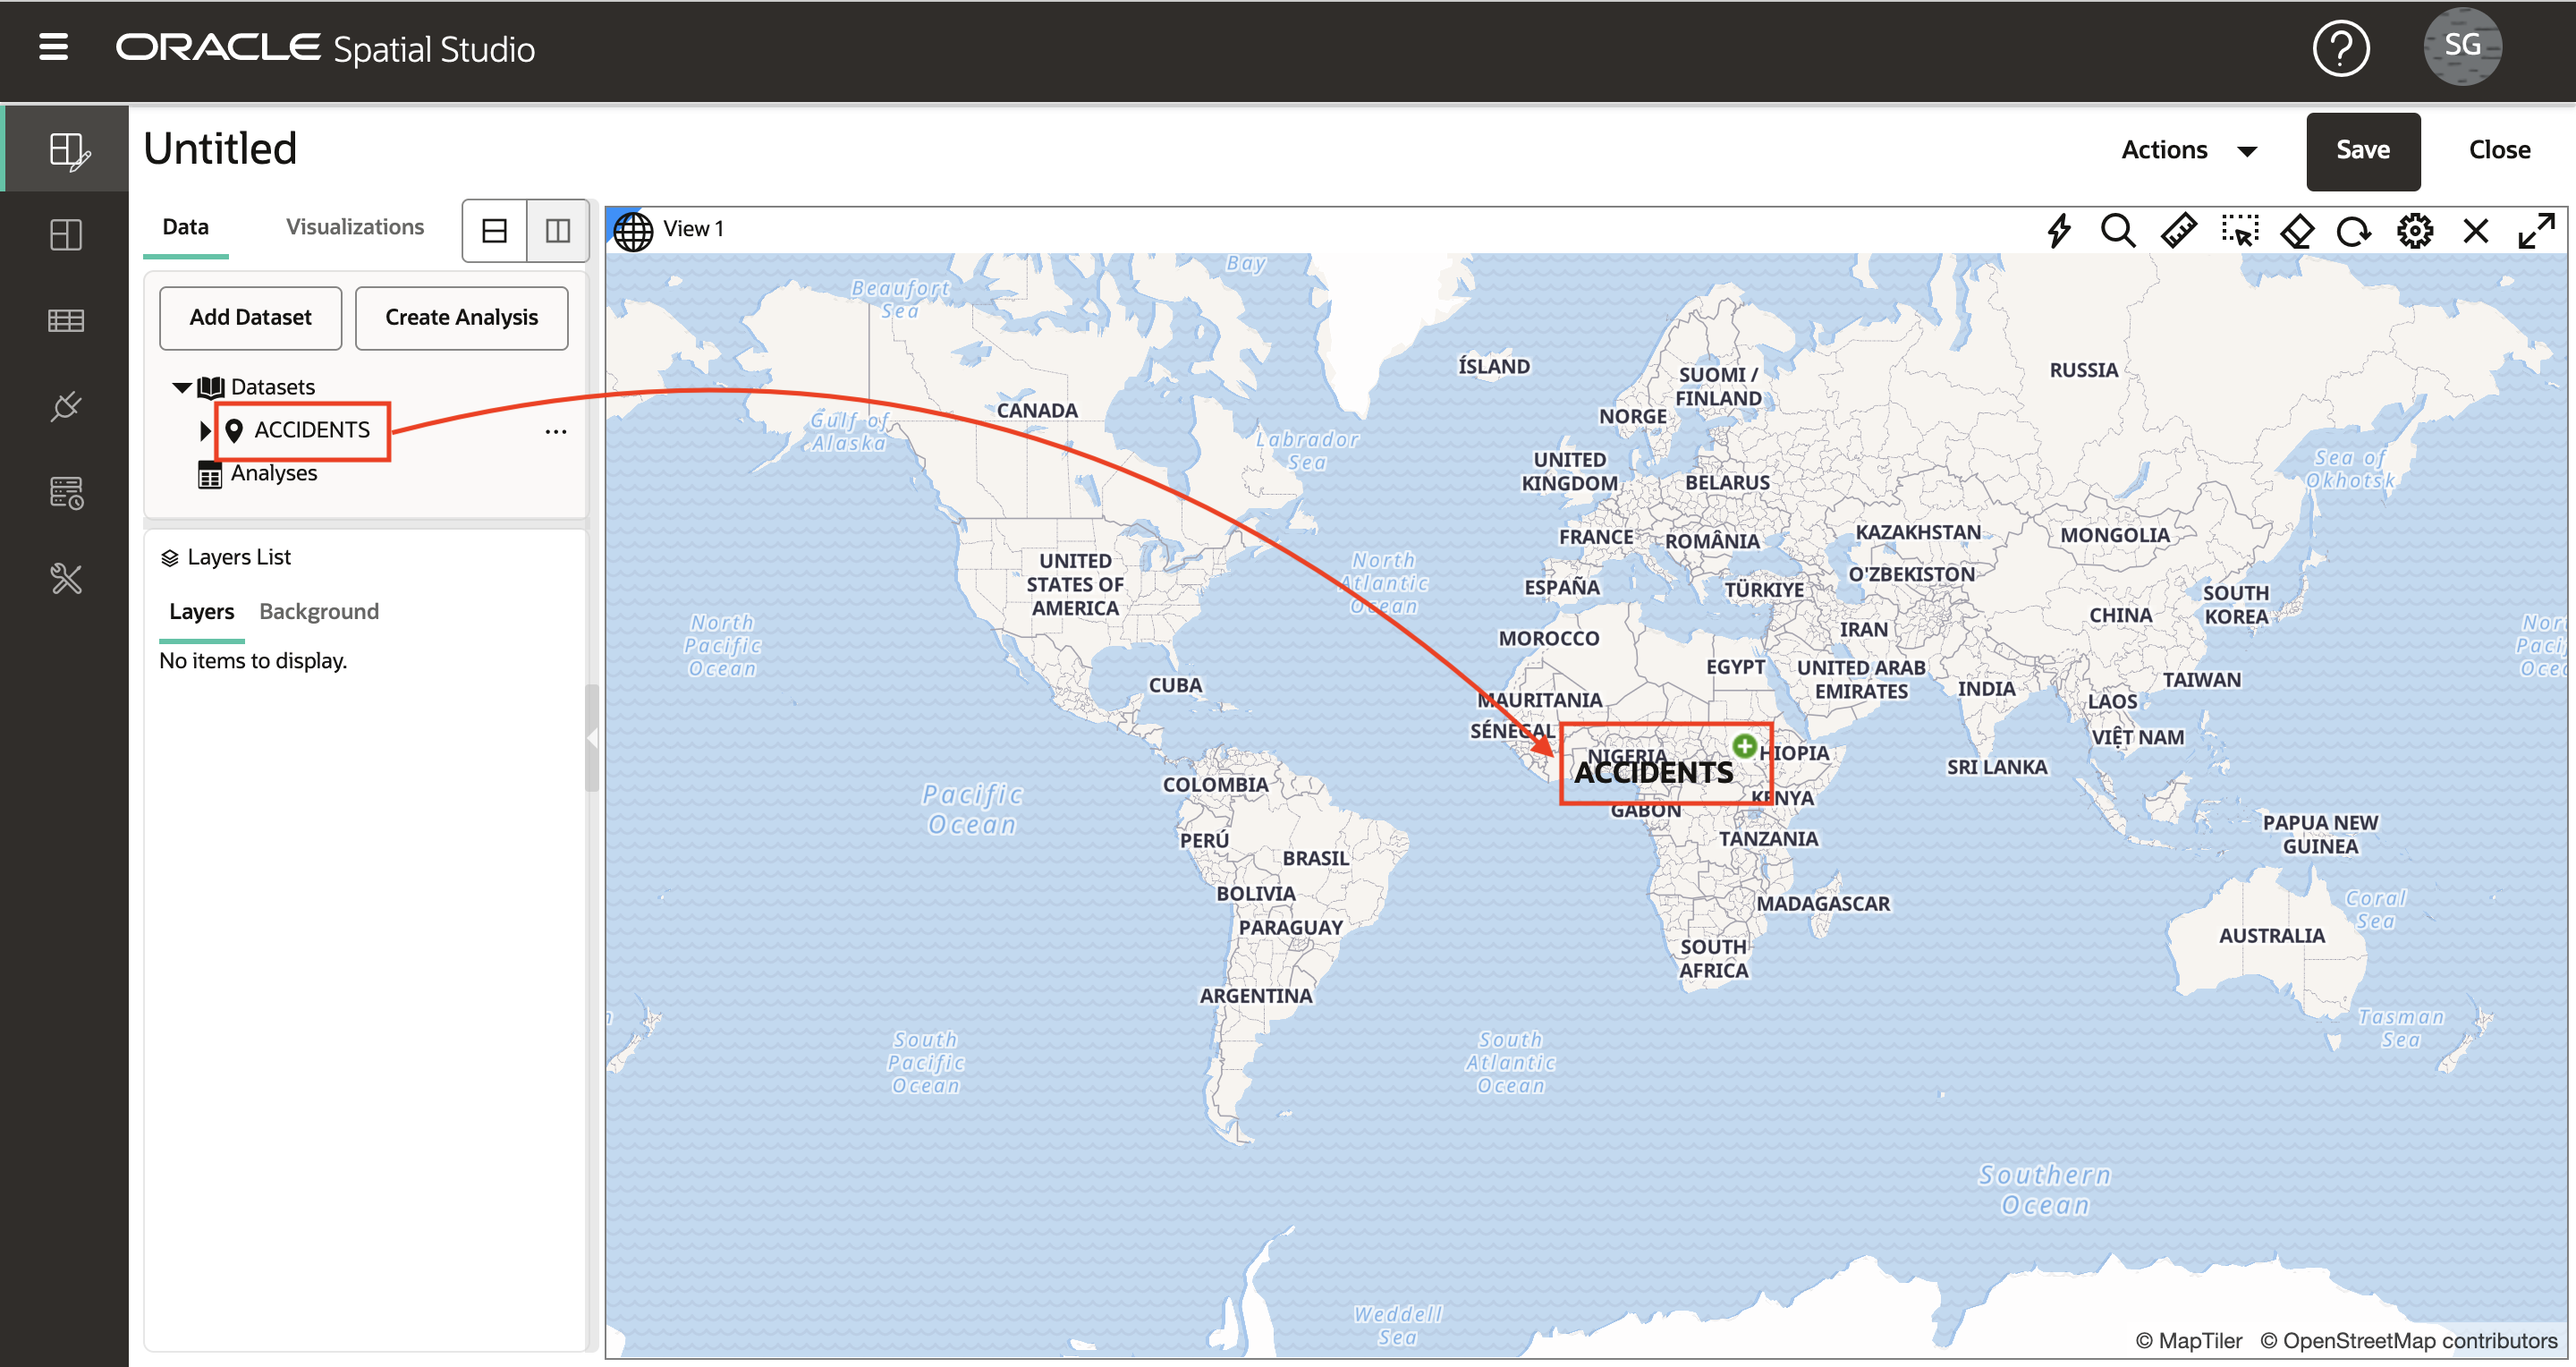 ORACLE Spatial Studio
SG
Untitled
Actions
Save
Close
Data
Visualizations
View 1
Add Dataset
Create Analysis
Datasets
ACCIDENTS
...
Analyses
Layers List
Layers
Background
No items to display.
Bay
Beaufort
Sea
Gulf of
Alaska
CANADA
Labrador
Sea
ÍSLAND
SUOMI /
FINLAND
NORGE
RUSSIA
UNITED
KINGDOM
BELARUS
Sea of
Okhotsk
FRANCE
ROMÂNIA
KAZAKHSTAN
MONGOLIA
UNITED
STATES OF
AMERICA
North
Atlantic
Ocean
ESPAÑA
TÜRKIYE
O'ZBEKISTON
SOUTH
KOREA
CHINA
North
Pacific
Ocean
MOROCCO
IRAN
EGYPT
UNITED ARAB
EMIRATES
CUBA
MAURITANIA
INDIA
TAIWAN
LAOS
SÉNÉGAL
VIỆT NAM
NIGERIA
HIOPIA
ACCIDENTS
SRI LANKA
COLOMBIA
KENYA
GABON
Pacific
Ocean
PERÚ
TANZANIA
PAPUA NEW
GUINEA
BRASIL
BOLIVIA
MADAGASCAR
Coral
Sea
PARAGUAY
AUSTRALIA
SOUTH
AFRICA
ARGENTINA
Tasman
Sea
South
Pacific
Ocean
South
Atlantic
Ocean
Southern
Ocean
Weddell
Sea
© MapTiler © OpenStreetMap contributors